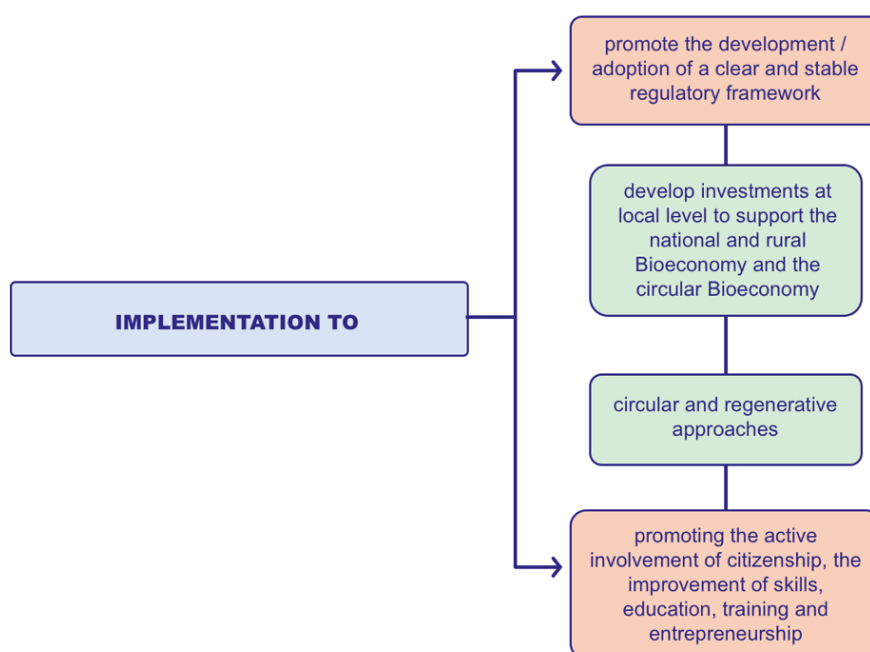 promote the development /
adoption of a clear and stable
regulatory framework
develop investments at
local level to support the
national and rural
Bioeconomy and the
circular Bioeconomy
IMPLEMENTATION TO
circular and regenerative
approaches
promoting the active
involvement of citizenship, the
improvement of skills,
education, training and
entrepreneurship